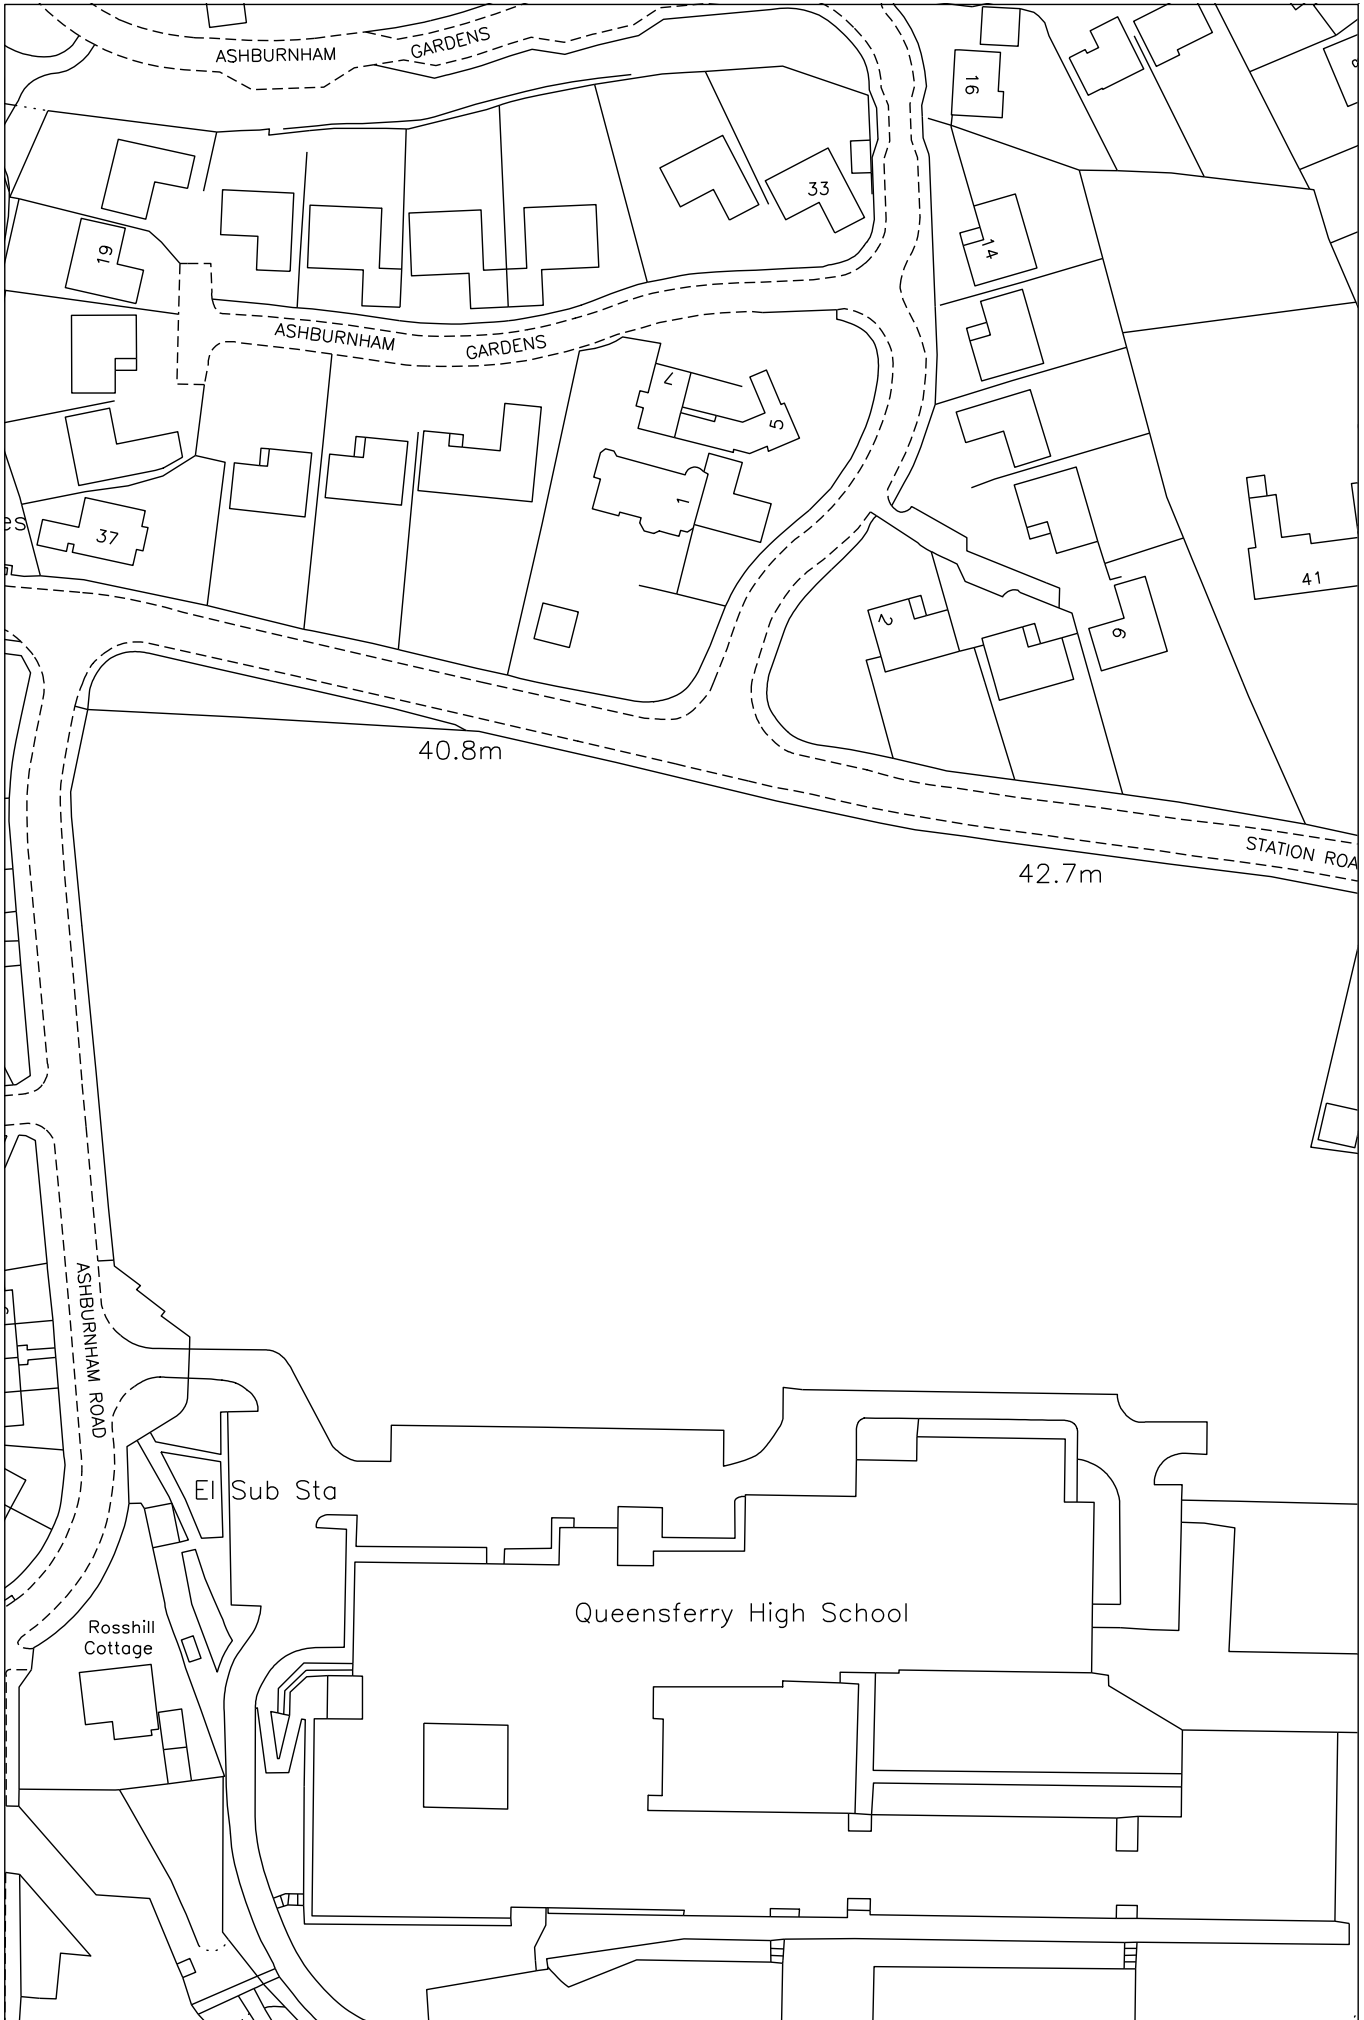 ASHBURNHAM GARDENS
16
33
14
19
ASHBURNHAM GARDENS
7
5
1
es
37
41
2
6
40.8m
STATION ROA
42.7m
ASHBURNHAM ROAD
El Sub Sta
Queensferry High School
Rosshill
Cottage